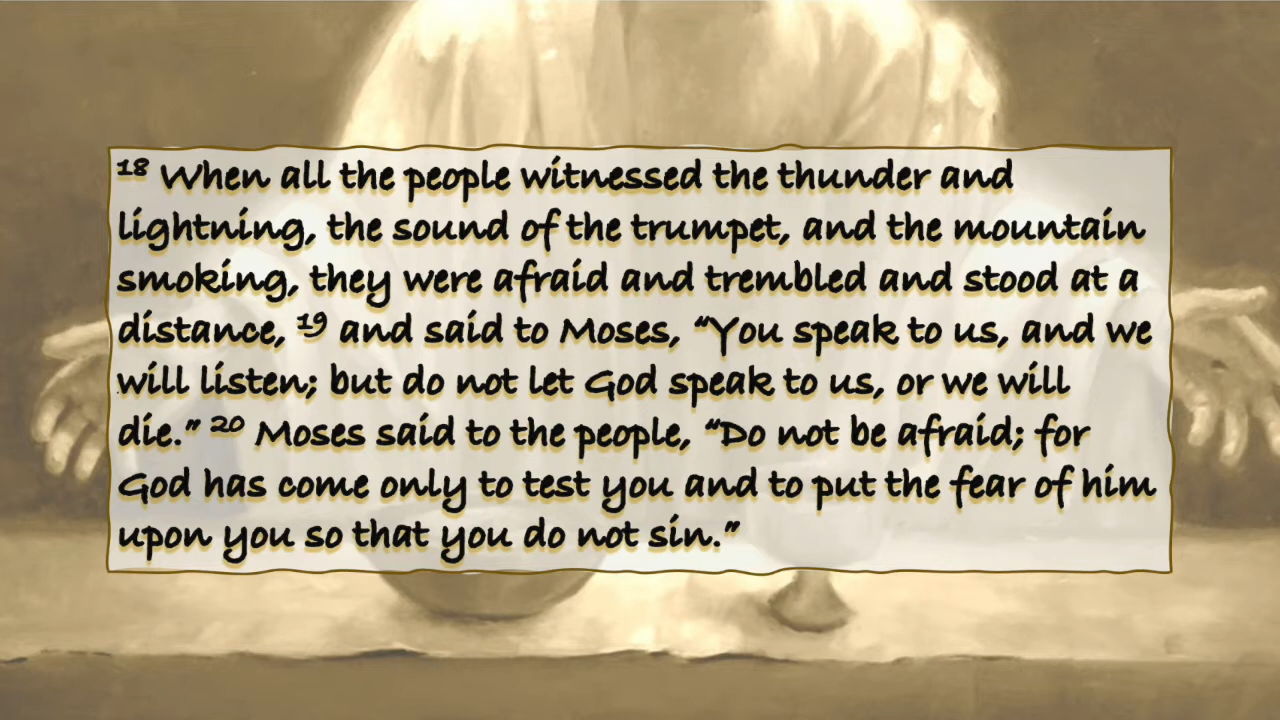 ¹⁸ When all the people witnessed the thunder and
lightning, the sound of the trumpet, and the mountain
smoking, they were afraid and trembled and stood at a
distance, ¹⁹ and said to Moses, “You speak to us, and we
will listen; but do not let God speak to us, or we will
die.” ²⁰ Moses said to the people, “Do not be afraid; for
God has come only to test you and to put the fear of him
upon you so that you do not sin.”